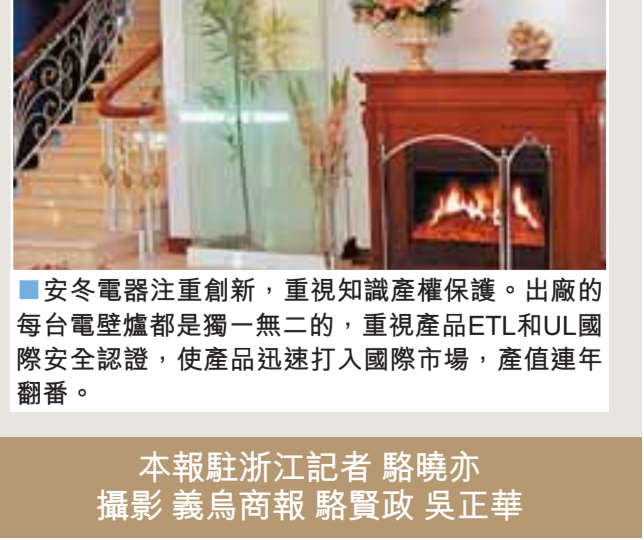 ■安冬電器注重創新，重視知識產權保護。出廠的
每台電壁爐都是獨一無二的，重視產品ETL和UL國
際安全認證，使產品迅速打入國際市場，產值連年
翻番。
本報駐浙江記者 駱曉亦
攝影 義烏商報 駱賢政 吳正華